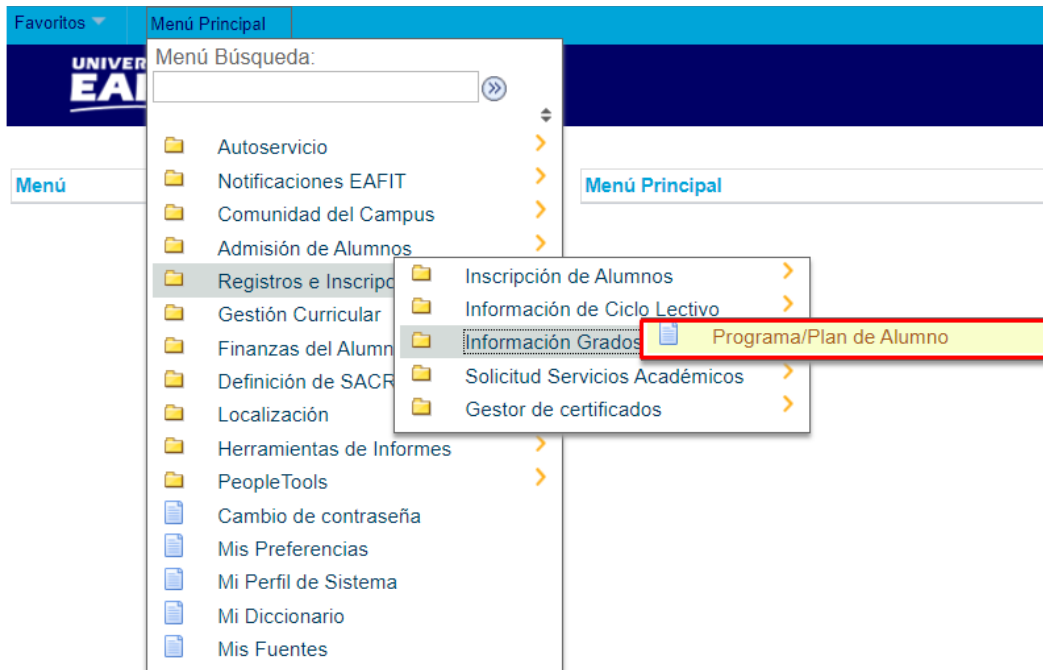 Favoritos
Menú Principal
UNIVER
EAI
Menú Búsqueda:
Autoservicio
Notificaciones EAFIT
Comunidad del Campus
Admisión de Alumnos
Registros e Inscripc
Gestión Curricular
Finanzas del Alumn
Definición de SACR
Localización
Herramientas de Informes
PeopleTools
Cambio de contraseña
Mis Preferencias
Mi Perfil de Sistema
Mi Diccionario
Mis Fuentes
Inscripción de Alumnos
Información de Ciclo Lectivo
Información Grados
Solicitud Servicios Académicos
Gestor de certificados
Programa/Plan de Alumno
Menú
Menú Principal